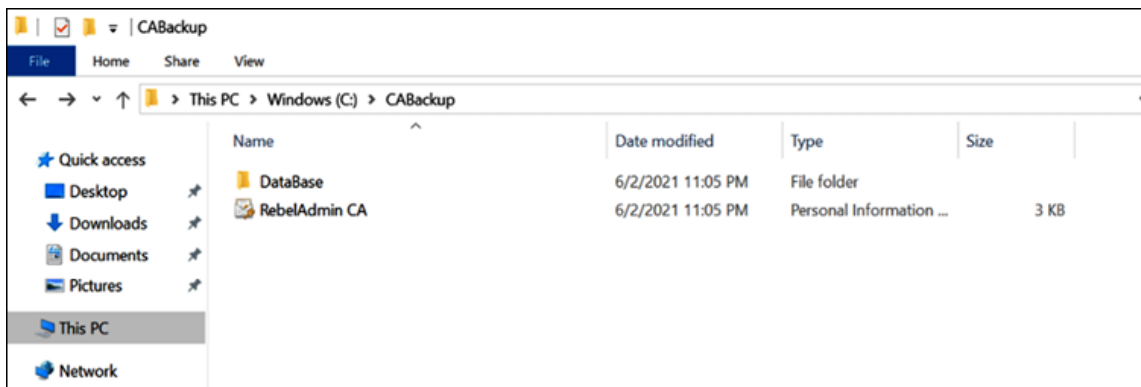 CABackup
File Home Share View
This PC > Windows (C:) > CABackup
Name Date modified Type Size
Quick access
Desktop
Downloads
Documents
Pictures
This PC
Network
DataBase 6/2/2021 11:05 PM File folder
RebelAdmin CA 6/2/2021 11:05 PM Personal Information ... 3 KB